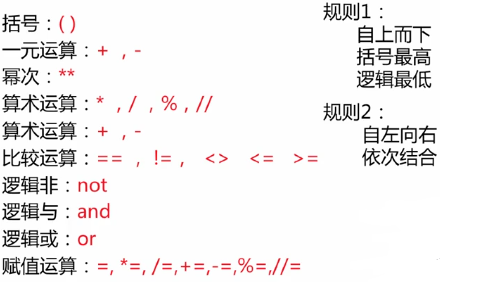 括号：( )
一元运算：+ , -
幂次：**
算术运算：* , / , % , //
算术运算：+ , -
比较运算：== , != , <> <= >=
逻辑非：not
逻辑与：and
逻辑或：or
赋值运算：=, *=, /=,+=,-=,%=,//=
规则1：
自上而下
括号最高
逻辑最低
规则2：
自左向右
依次结合